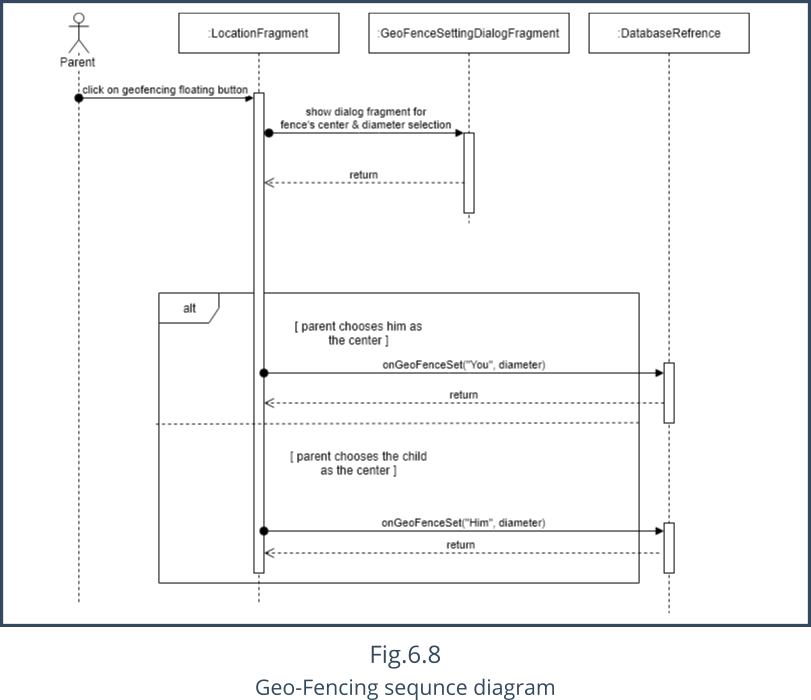 :LocationFragment
:GeoFenceSettingDialogFragment
:DatabaseRefrence
Parent
click on geofencing floating button
show dialog fragment for
fence's center & diameter selection
return
alt
[ parent chooses him as
the center ]
onGeoFenceSet("You", diameter)
return
[ parent chooses the child
as the center ]
onGeoFenceSet("Him", diameter)
return
Fig.6.8
Geo-Fencing sequnce diagram